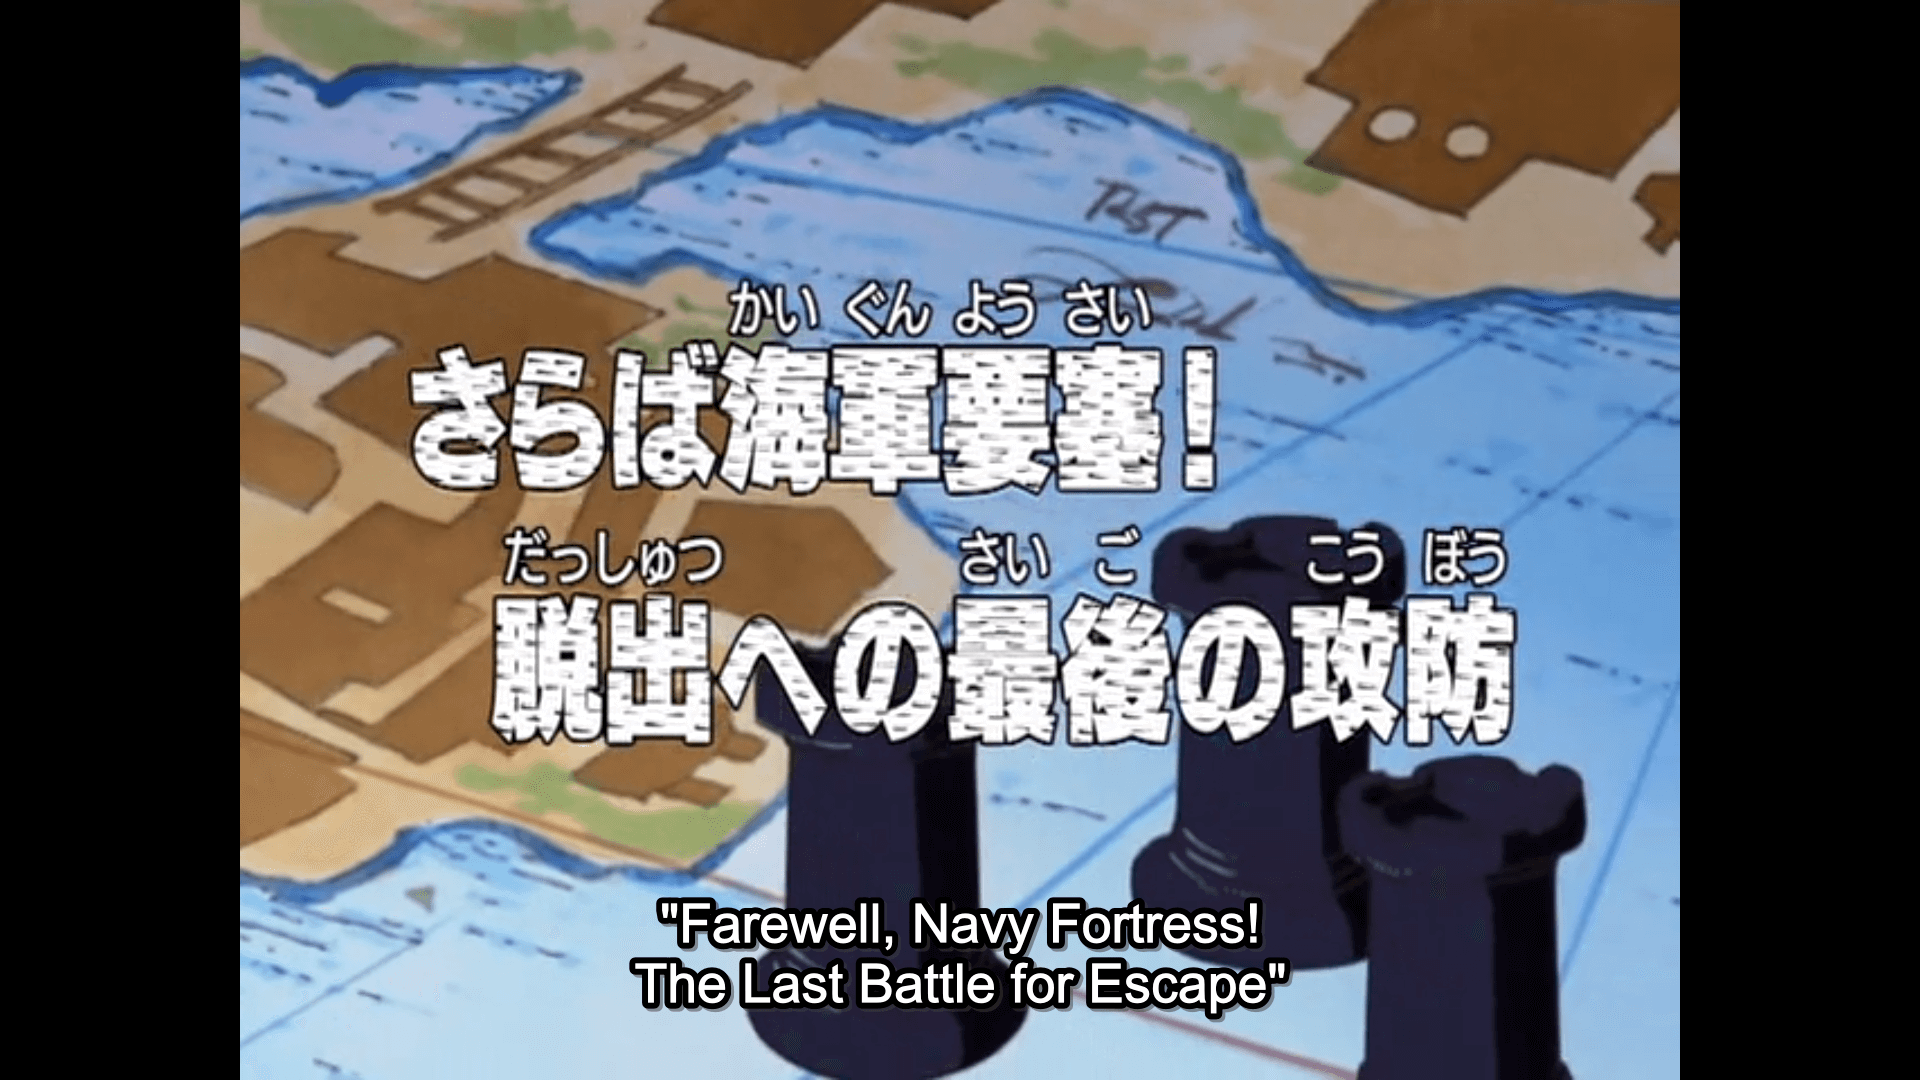 かいぐんようさい
さらば海軍要塞!
だっしゅつ さいご こうぼう
脱出への最後の攻防
"Farewell, Navy Fortress!
The Last Battle for Escape"